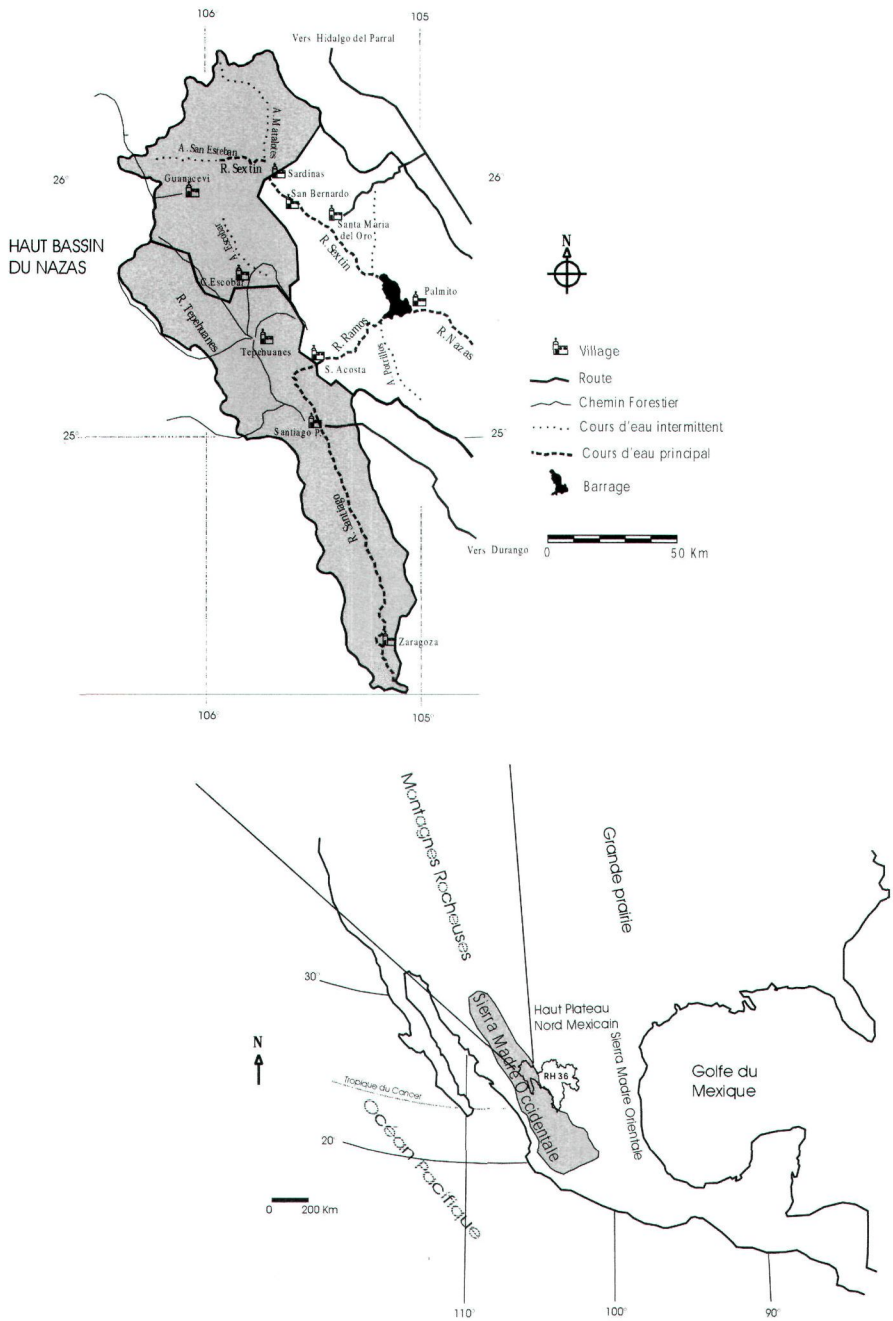 106
105
Vers Hidalgo del Parral
A. Matalotes
A. San Esteban
R. Sextin
26°
Sardinas
26°
Guanacevi
San Bernardo
Santa Maria
del Oro
A. Escobar
R. Sextin
HAUT BASSIN
DU NAZAS
N
C. Escobar
Palmito
R. Tepehuanes
R. Ramos
R. Nazas
Tepehuanes
Village
S. Acosta
A. Potrillos
Route
Chemin Forestier
25°
Santiago P.
25°
Cours d'eau intermittent
Cours d'eau principal
Barrage
R. Santiago
Vers Durango
0 50 Km
Zaragoza
106°
105°
Montagnes Rocheuses
Grande prairie
30°
Sierra Madre Occidentale
Haut Plateau
Nord Mexicain
Sierra Madre Orientale
N
RH 36
Golfe du
Mexique
Tropique du Cancer
Océan Pacifique
20°
0 200 Km
110°
100°
90°